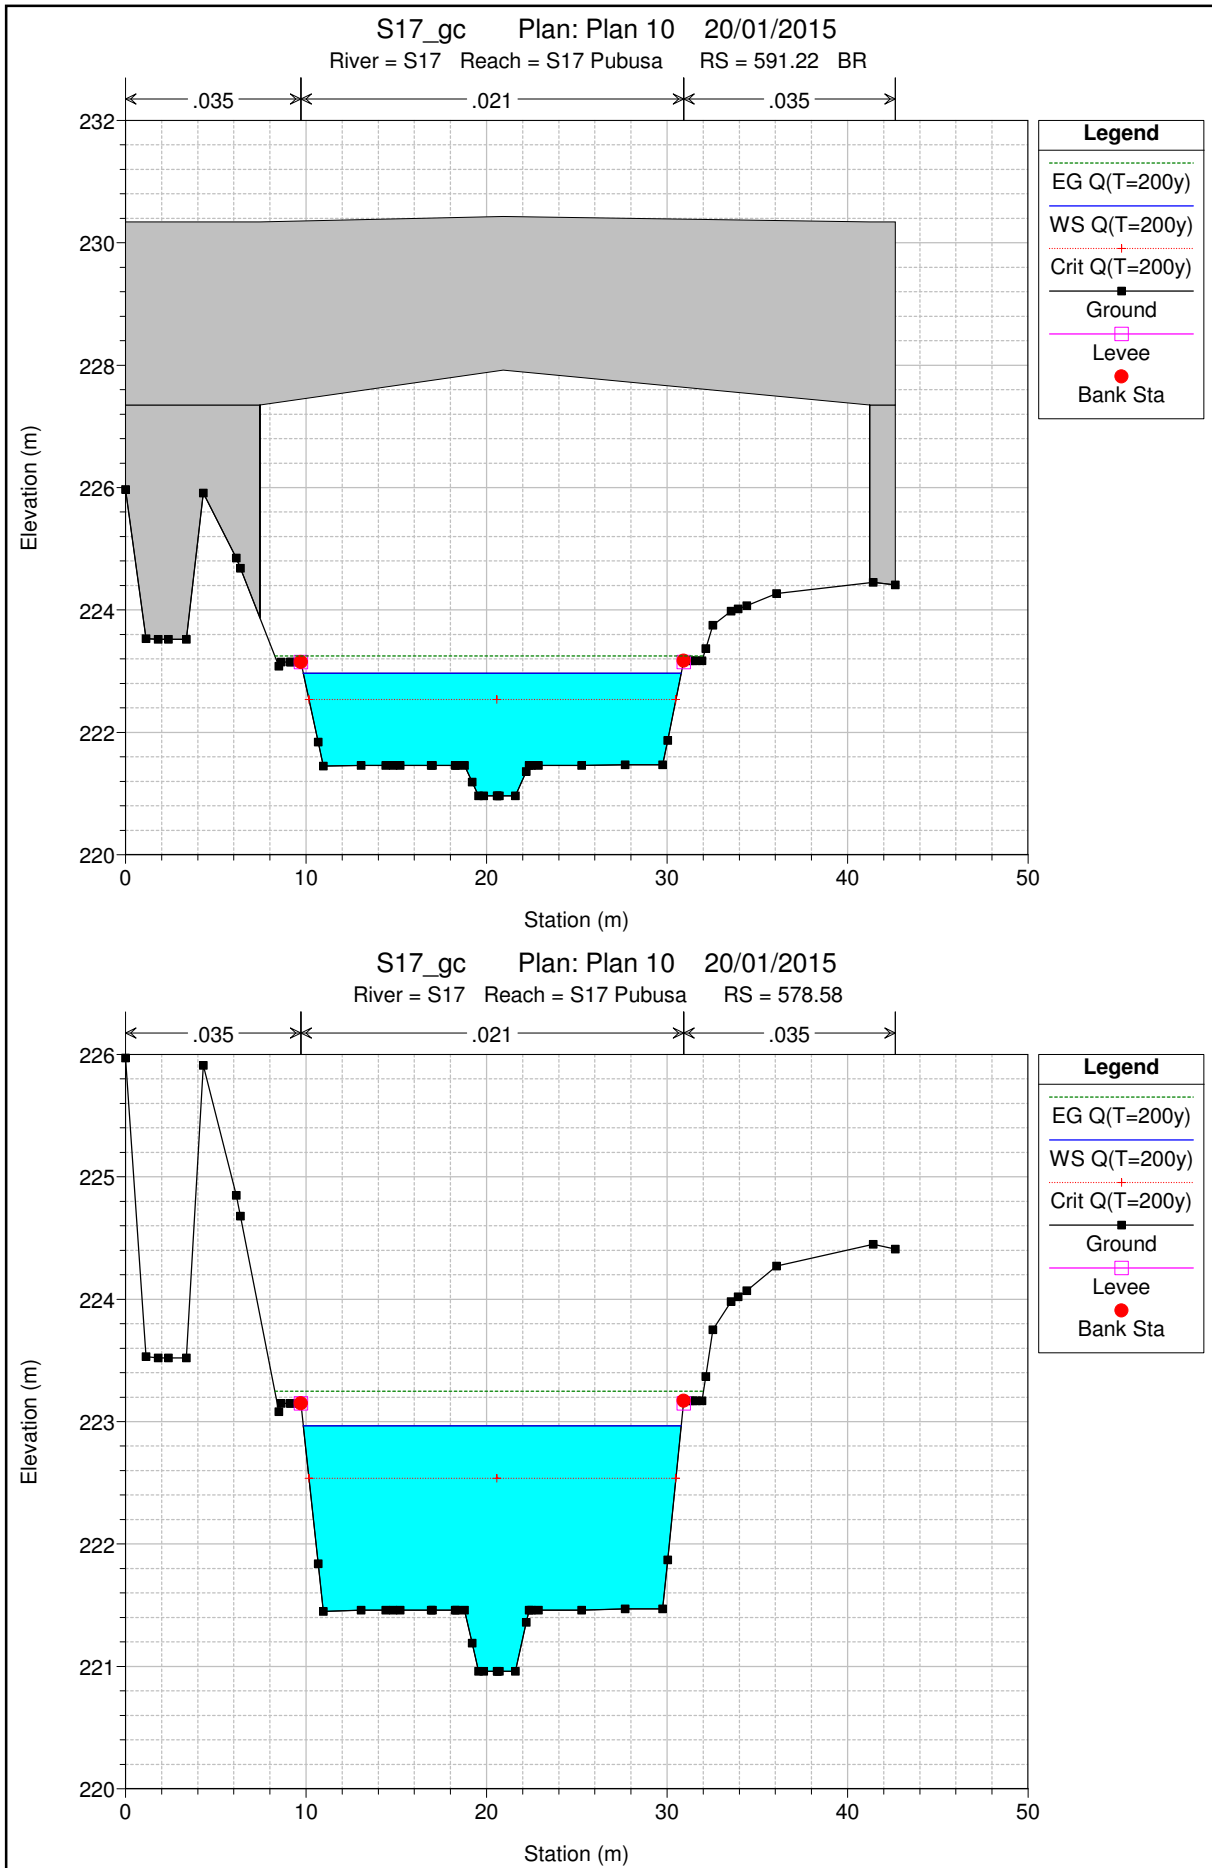 S17_gc Plan: Plan 10 20/01/2015
River = S17 Reach = S17 Pubusa RS = 591.22 BR
.035 .021 .035
232
230
228
226
224
222
220
Elevation (m)
0 10 20 30 40 50
Station (m)
Legend
EG Q(T=200y)
WS Q(T=200y)
Crit Q(T=200y)
Ground
Levee
Bank Sta
S17_gc Plan: Plan 10 20/01/2015
River = S17 Reach = S17 Pubusa RS = 578.58
.035 .021 .035
226
225
224
223
222
221
220
Elevation (m)
0 10 20 30 40 50
Station (m)
Legend
EG Q(T=200y)
WS Q(T=200y)
Crit Q(T=200y)
Ground
Levee
Bank Sta